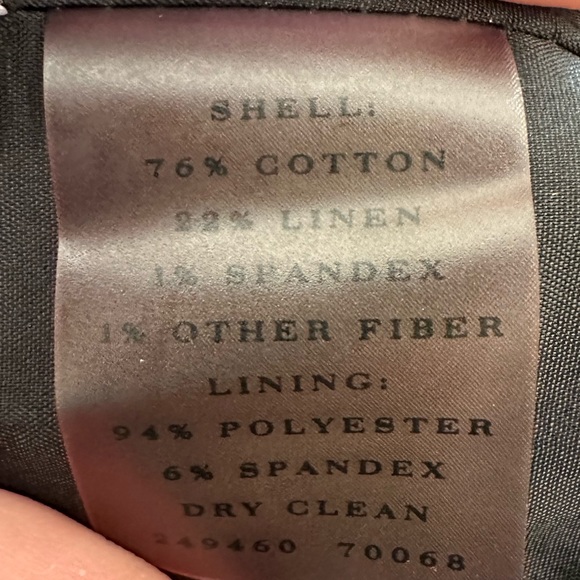 SHELL:
76% COTTON
22% LINEN
1% SPANDEX
1% OTHER FIBER
LINING:
94% POLYESTER
6% SPANDEX
DRY CLEAN
249460 70068